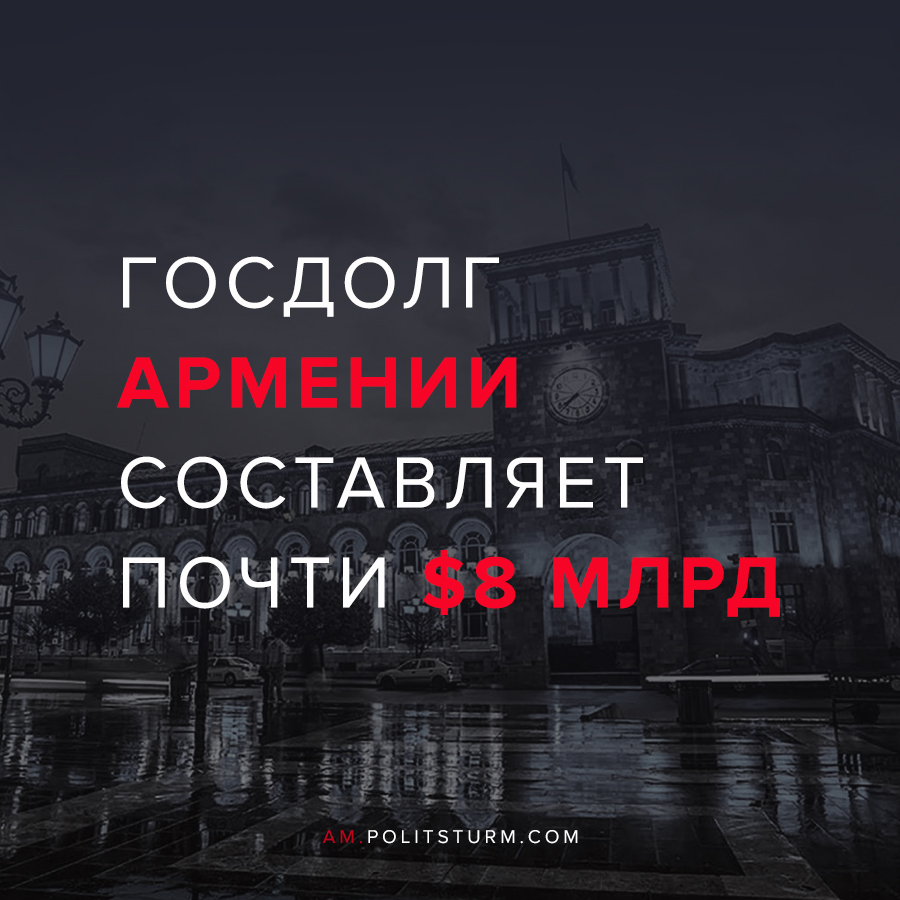 ГОСДОЛГ
АРМЕНИИ
СОСТАВЛЯЕТ
ПОЧТИ $8 МЛРД
AM.POLITSTURM.COM